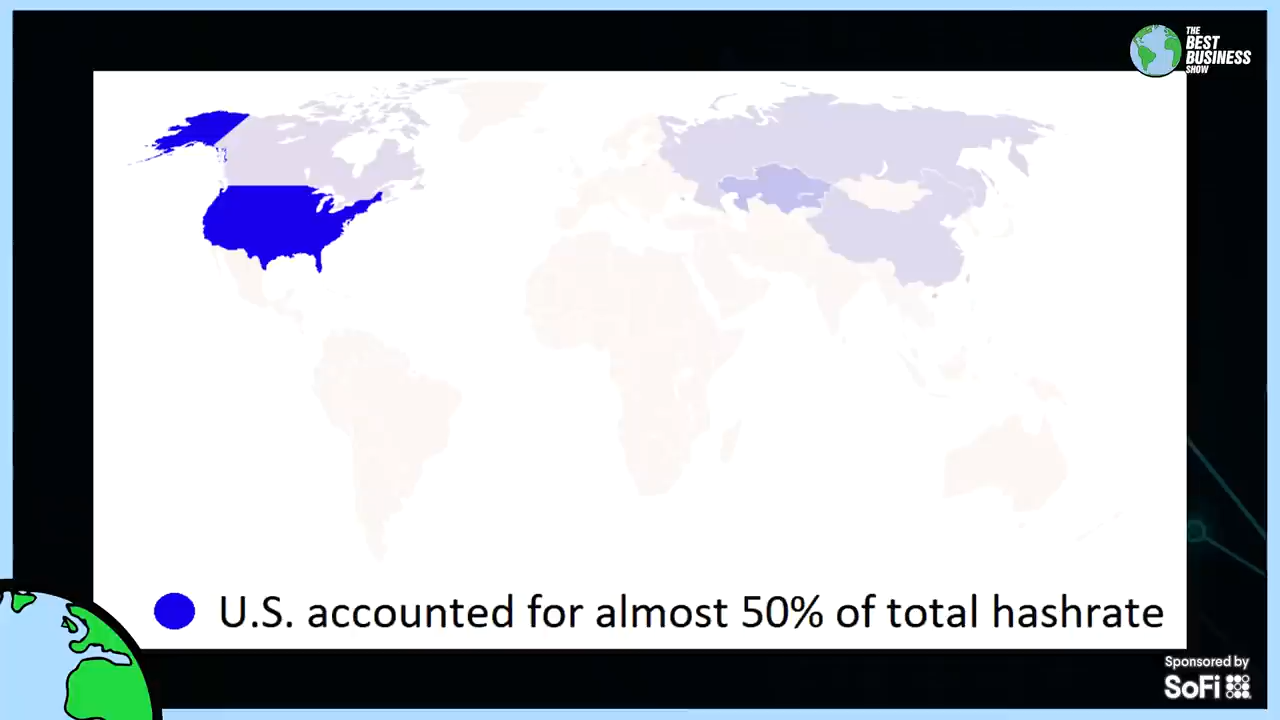 THE
BEST
BUSINESS
SHOW
U.S. accounted for almost 50% of total hashrate
Sponsored by
SoFi